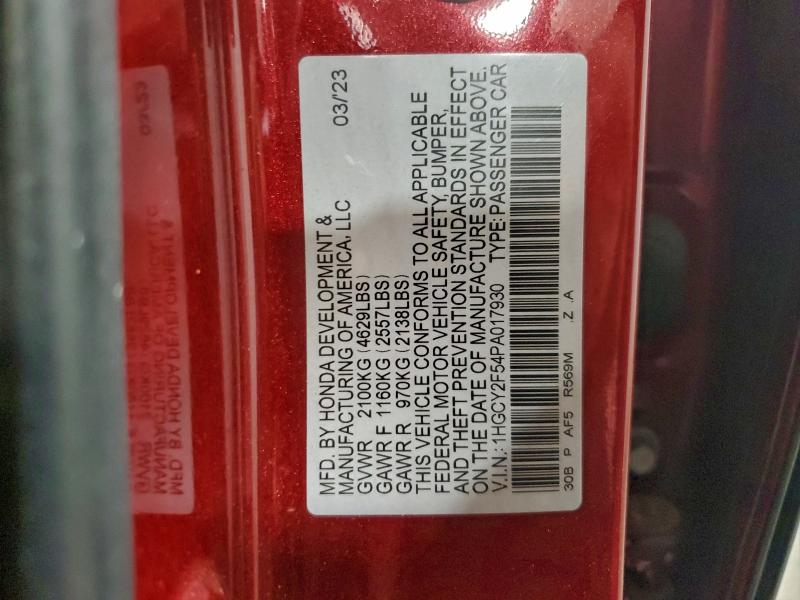 MFD. BY HONDA DEVELOPMENT & 03/'23
MANUFACTURING OF AMERICA, LLC
GVWR 2100KG (4629LBS)
GAWR F 1160KG (2557LBS)
GAWR R 970KG (2138LBS)
THIS VEHICLE CONFORMS TO ALL APPLICABLE
FEDERAL MOTOR VEHICLE SAFETY, BUMPER,
AND THEFT PREVENTION STANDARDS IN EFFECT
ON THE DATE OF MANUFACTURE SHOWN ABOVE.
V.I.N.: 1HGCY2F54PA017930 TYPE: PASSENGER CAR
30B P AF5 R569M .Z .A